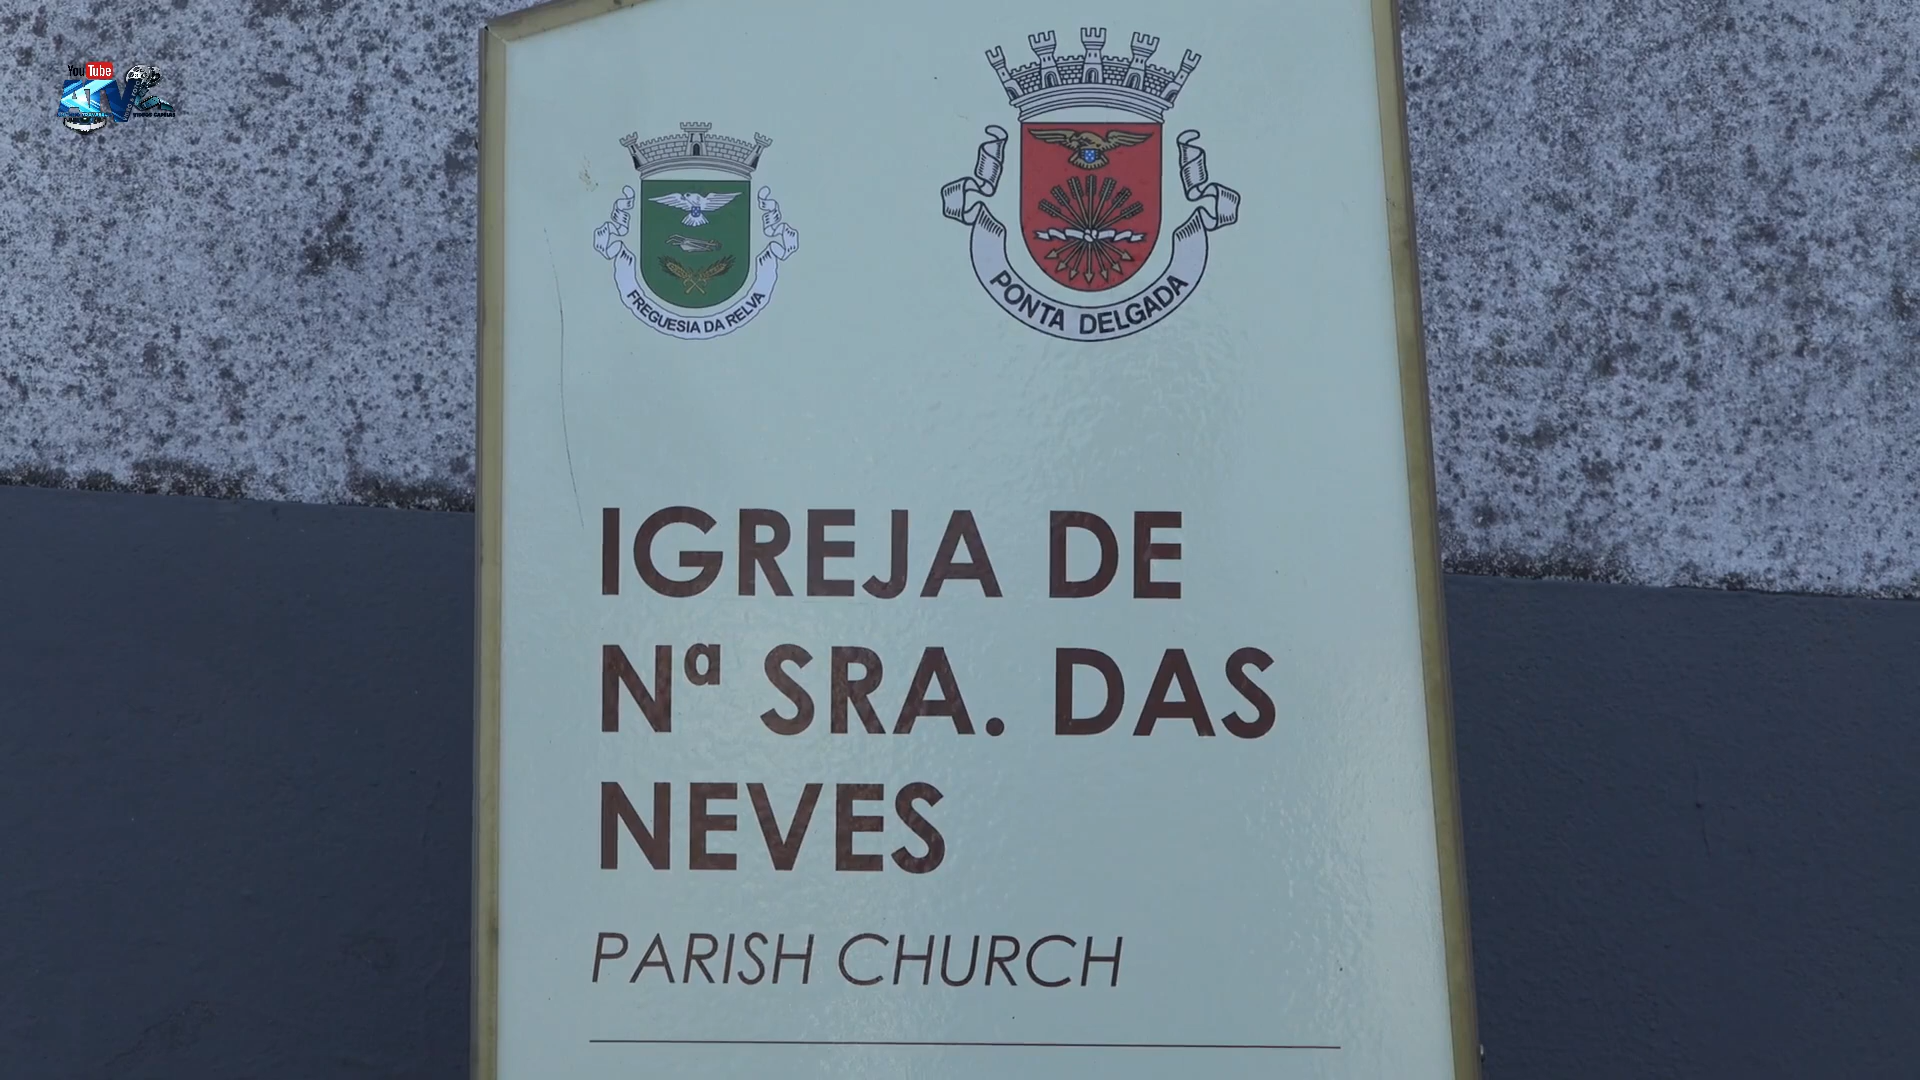 YouTube
FREGUESIA DA RELVA
PONTA DELGADA
IGREJA DE
Nª SRA. DAS
NEVES
PARISH CHURCH